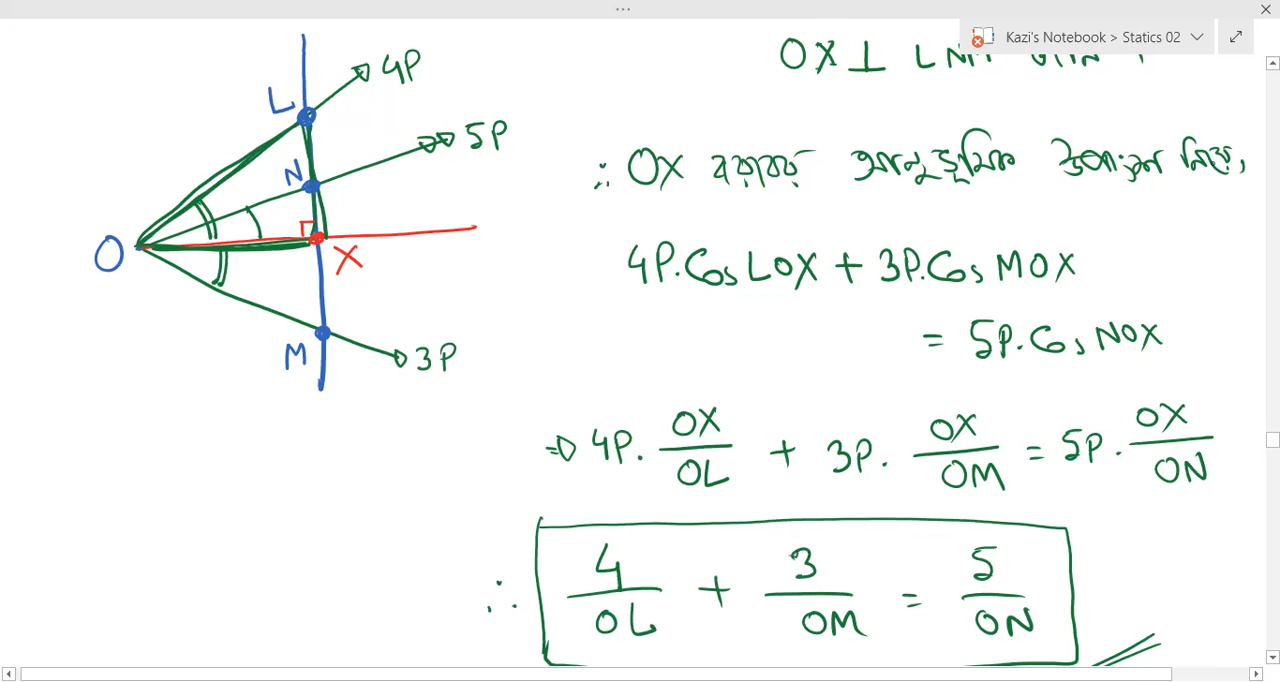 Kazi's Notebook > Statics 02
OX ⊥ LNM
L
4P
N
5P
O
X
M
3P
∴ OX বরাবর অনুভূমিক উপাংশ নিয়ে,
4P.Cos LOX + 3P.Cos MOX
= 5P.Cos NOX
⇒ 4P. OX/OL + 3P. OX/OM = 5P. OX/ON
∴ 4/OL + 3/OM = 5/ON